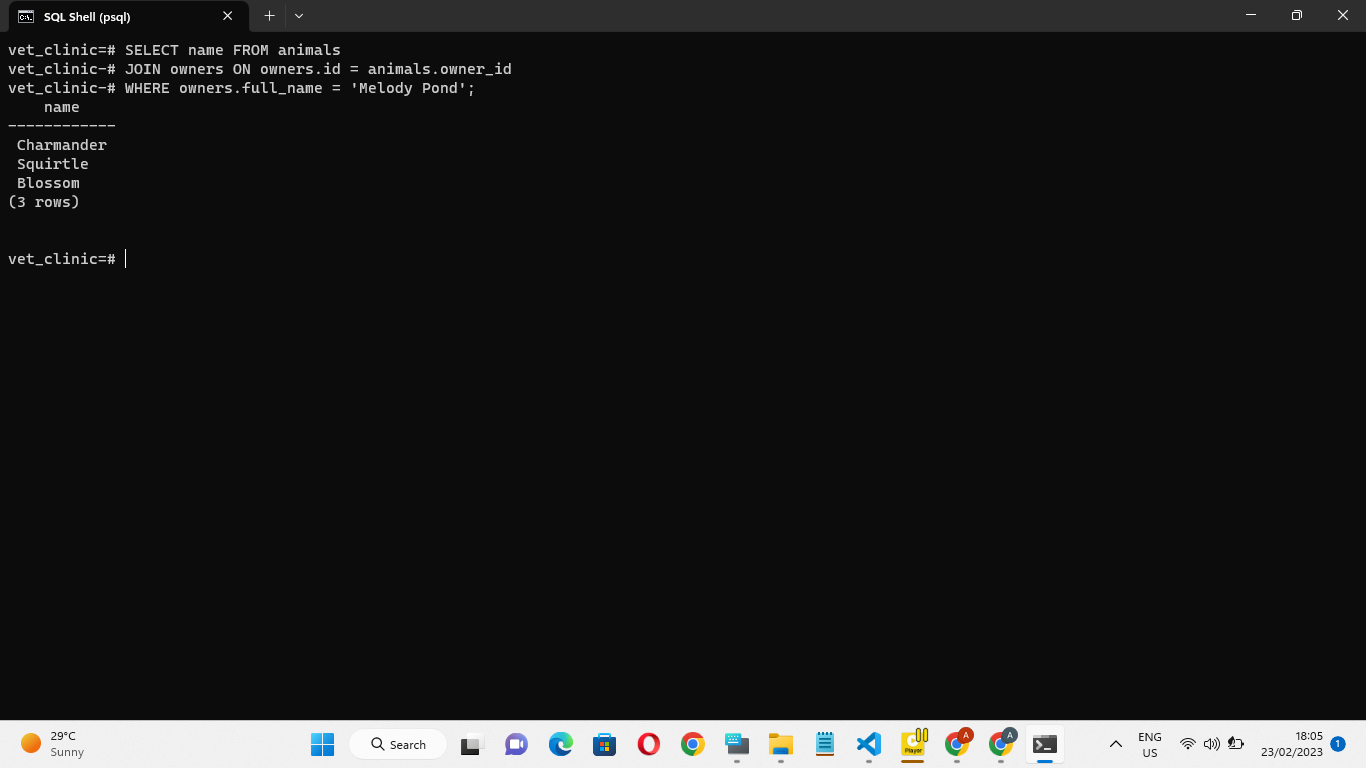 SQL Shell (psql)
vet_clinic=# SELECT name FROM animals
vet_clinic-# JOIN owners ON owners.id = animals.owner_id
vet_clinic-# WHERE owners.full_name = 'Melody Pond';
    name
------------
 Charmander
 Squirtle
 Blossom
(3 rows)
vet_clinic=#
29°C
Sunny
Search
Player
A
A
ENG
US
18:05
23/02/2023
1